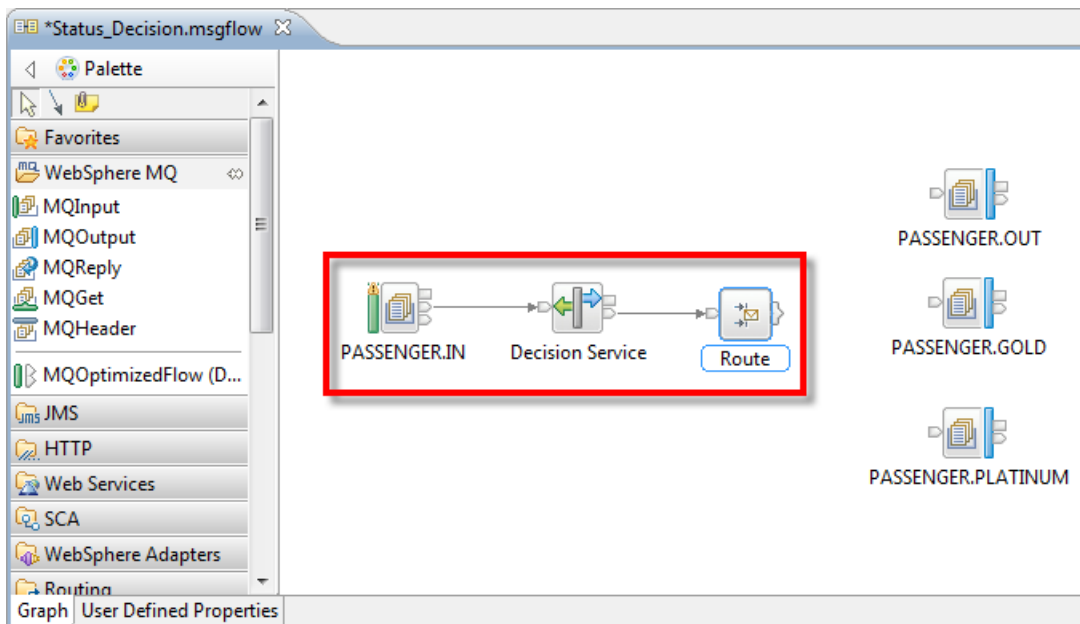 *Status_Decision.msgflow
Palette
Favorites
WebSphere MQ
MQInput
MQOutput
MQReply
MQGet
MQHeader
MQOptimizedFlow (D...
JMS
HTTP
Web Services
SCA
WebSphere Adapters
Routing
PASSENGER.IN
Decision Service
Route
PASSENGER.OUT
PASSENGER.GOLD
PASSENGER.PLATINUM
Graph
User Defined Properties